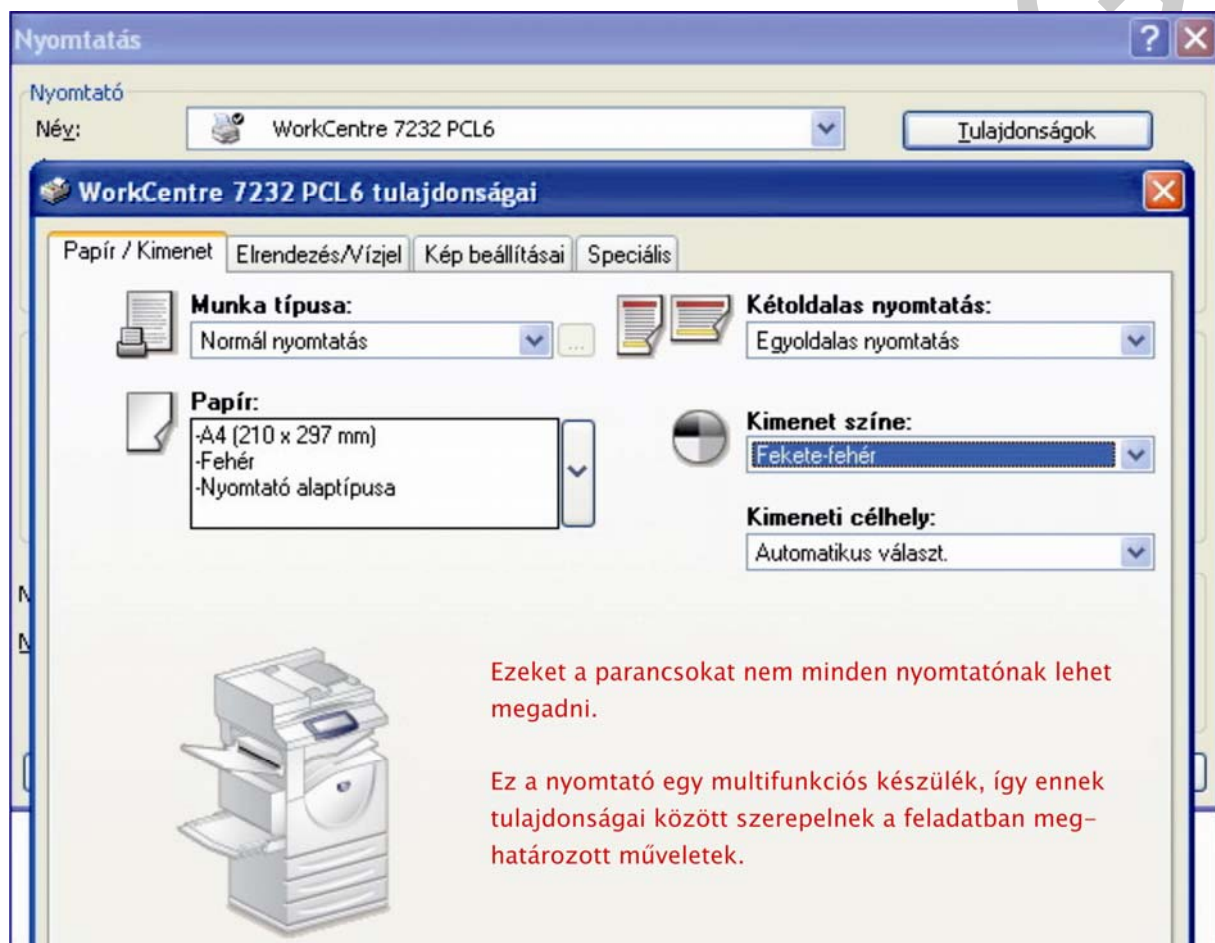 Nyomtatás
Nyomtató
Név:
WorkCentre 7232 PCL6
Tulajdonságok
WorkCentre 7232 PCL6 tulajdonságai
Papír / Kimenet
Elrendezés/Vízjel
Kép beállításai
Speciális
Munka típusa:
Normál nyomtatás
...
Kétoldalas nyomtatás:
Egyoldalas nyomtatás
Papír:
-A4 (210 x 297 mm)
-Fehér
-Nyomtató alaptípusa
Kimenet színe:
Fekete-fehér
Kimeneti célhely:
Automatikus választ.
Ezeket a parancsokat nem minden nyomtatónak lehet
megadni.
Ez a nyomtató egy multifunkciós készülék, így ennek
tulajdonságai között szerepelnek a feladatban meg-
határozott műveletek.